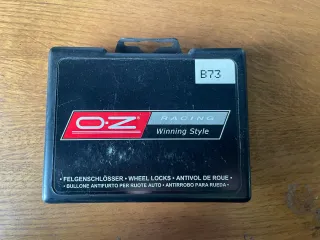 B73
O·Z®
RACING
Winning Style
• FELGENSCHLÖSSER • WHEEL LOCKS • ANTIVOL DE ROUE •
• BULLONE ANTIFURTO PER RUOTE AUTO • ANTIRROBO PARA RUEDA •